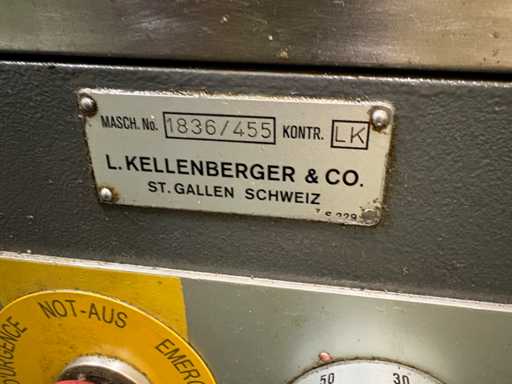 MASCH. No. 1836/455 KONTR. LK
L. KELLENBERGER & CO.
ST. GALLEN SCHWEIZ
NOT-AUS
50 30